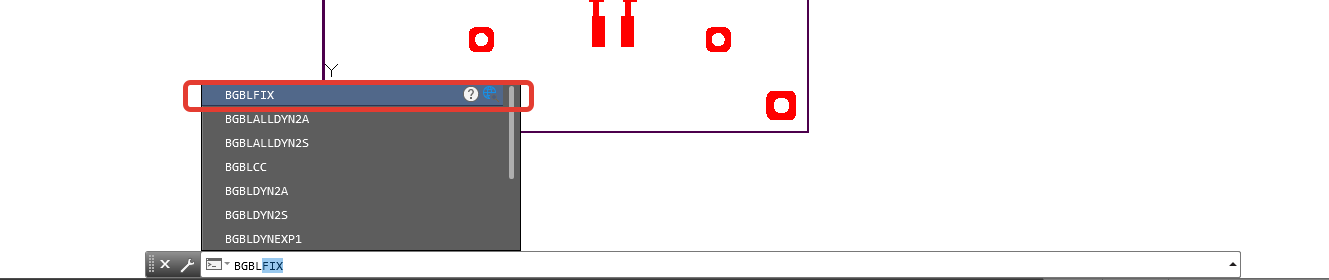 Y
BGBLFIX ?
BGBLALLDYN2A
BGBLALLDYN2S
BGBLCC
BGBLDYN2A
BGBLDYN2S
BGBLDYNEXP1
BGBLFIX